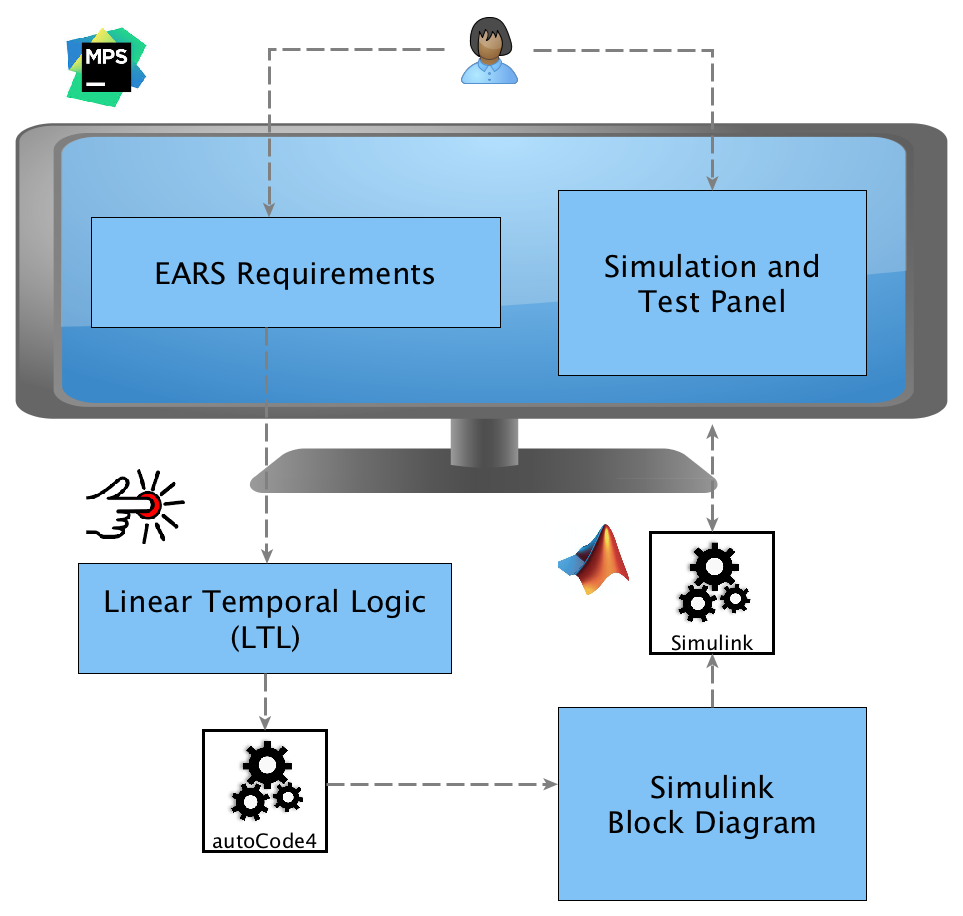 MPS
EARS Requirements
Simulation and
Test Panel
Linear Temporal Logic
(LTL)
Simulink
autoCode4
Simulink
Block Diagram